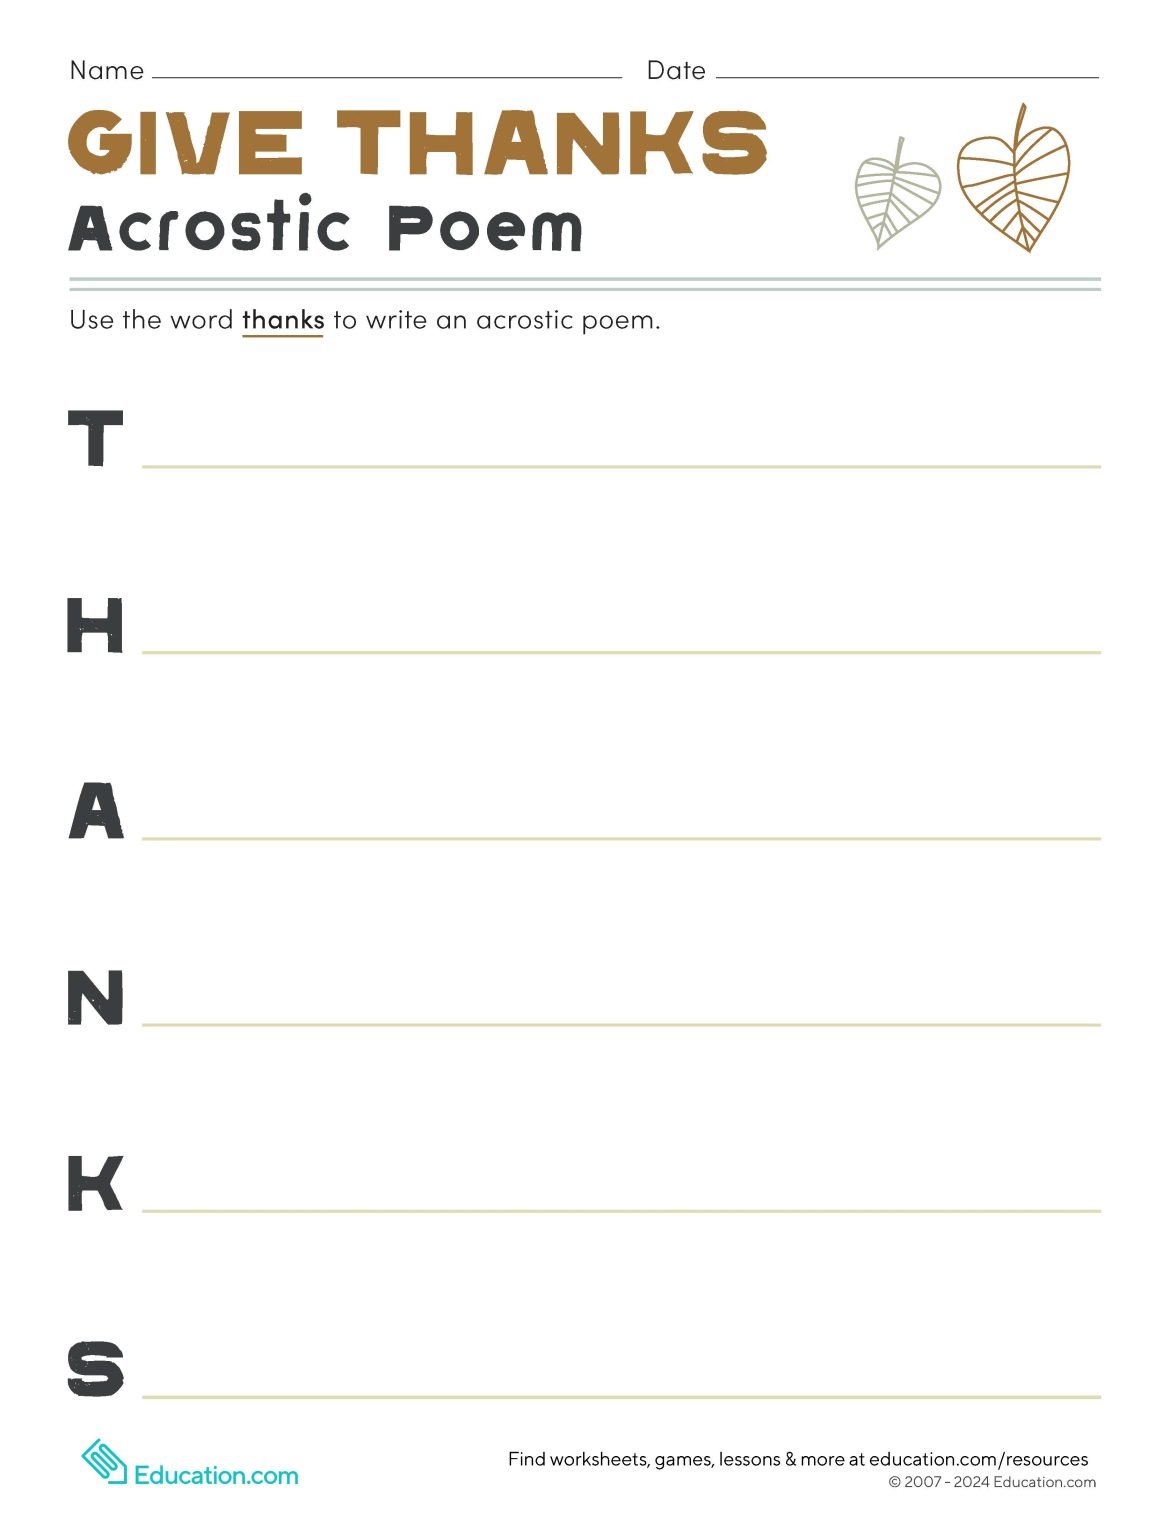 Name Date
GIVE THANKS
Acrostic Poem
Use the word thanks to write an acrostic poem.
T
H
A
N
K
S
Education.com
Find worksheets, games, lessons & more at education.com/resources
© 2007 - 2024 Education.com